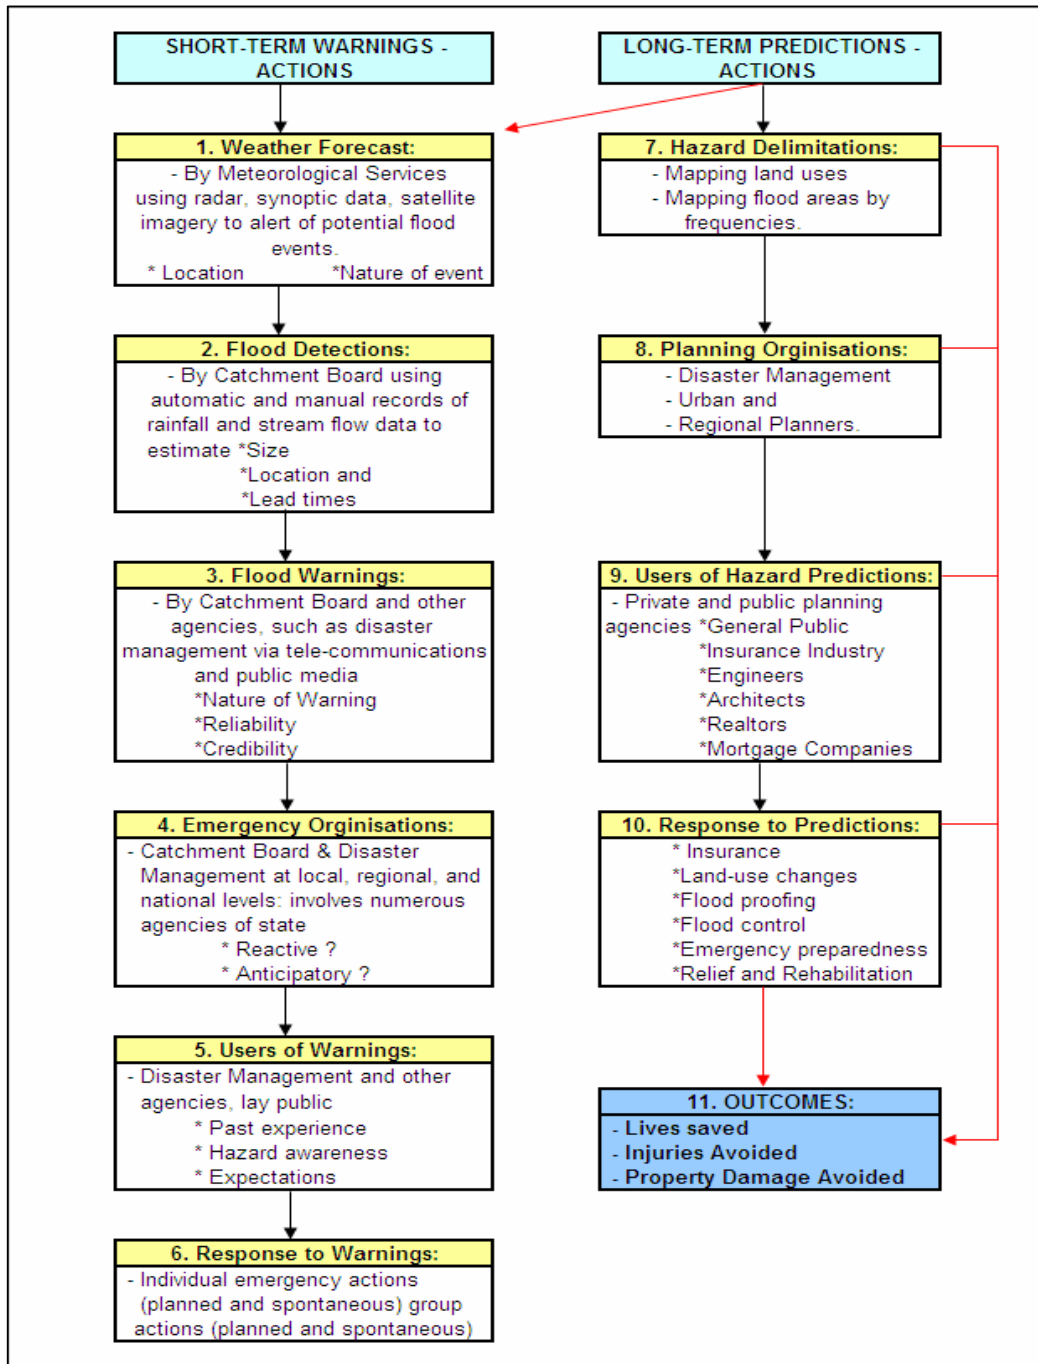 SHORT-TERM WARNINGS -
ACTIONS
1. Weather Forecast:
- By Meteorological Services
using radar, synoptic data, satellite
imagery to alert of potential flood
events.
* Location *Nature of event
2. Flood Detections:
- By Catchment Board using
automatic and manual records of
rainfall and stream flow data to
estimate *Size
*Location and
*Lead times
3. Flood Warnings:
- By Catchment Board and other
agencies, such as disaster
management via tele-communications
and public media
*Nature of Warning
*Reliability
*Credibility
4. Emergency Orginisations:
- Catchment Board & Disaster
Management at local, regional, and
national levels: involves numerous
agencies of state
* Reactive ?
* Anticipatory ?
5. Users of Warnings:
- Disaster Management and other
agencies, lay public
* Past experience
* Hazard awareness
* Expectations
6. Response to Warnings:
- Individual emergency actions
(planned and spontaneous) group
actions (planned and spontaneous)
LONG-TERM PREDICTIONS -
ACTIONS
7. Hazard Delimitations:
- Mapping land uses
- Mapping flood areas by
frequencies.
8. Planning Orginisations:
- Disaster Management
- Urban and
- Regional Planners.
9. Users of Hazard Predictions:
- Private and public planning
agencies *General Public
*Insurance Industry
*Engineers
*Architects
*Realtors
*Mortgage Companies
10. Response to Predictions:
* Insurance
*Land-use changes
*Flood proofing
*Flood control
*Emergency preparedness
*Relief and Rehabilitation
11. OUTCOMES:
- Lives saved
- Injuries Avoided
- Property Damage Avoided